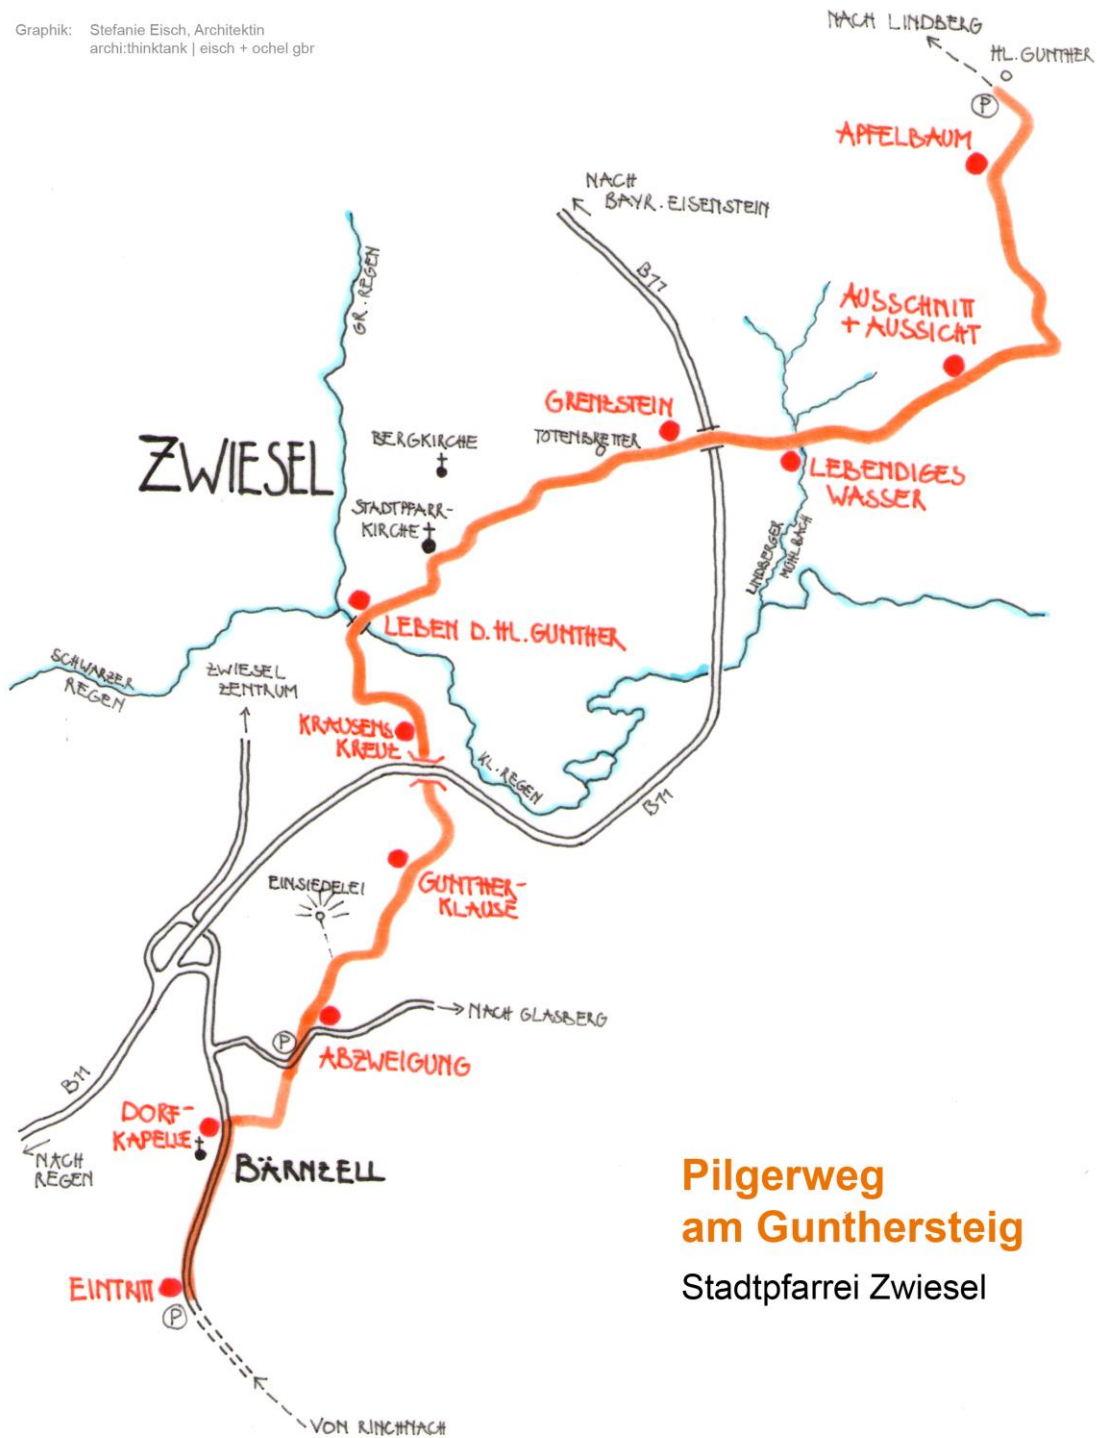 Graphik: Stefanie Eisch, Architektin
archi:thinktank | eisch + ochel gbr
NACH LINDBERG
HL. GUNTHER
P
APFELBAUM
NACH
BAYR. EISENSTEIN
B11
GR. REGEN
AUSSCHNITT
+ AUSSICHT
GRENZSTEIN
TOTENBRETTER
BERGKIRCHE
ZWIESEL
LEBENDIGES
WASSER
STADTPFARR-
KIRCHE
LINDBERGER
MÜHLBACH
LEBEN D. HL. GUNTHER
SCHWARZER
REGEN
ZWIESEL
ZENTRUM
KRAUSENS
KREUZ
KL. REGEN
B11
EINSIEDELEI
GUNTHER-
KLAUSE
NACH GLASBERG
P
ABZWEIGUNG
B11
DORF-
KAPELLE
NACH
REGEN
BÄRNZELL
Pilgerweg
am Gunthersteig
Stadtpfarrei Zwiesel
EINTRITT
P
VON RINCHNACH